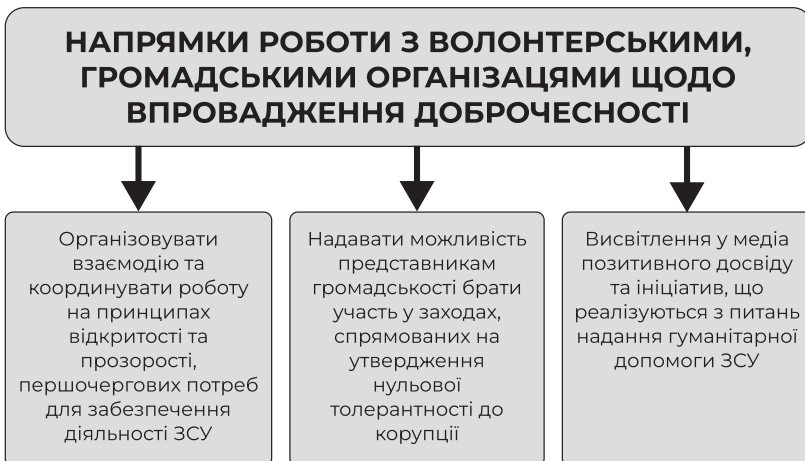 НАПРЯМКИ РОБОТИ З ВОЛОНТЕРСЬКИМИ,
ГРОМАДСЬКИМИ ОРГАНІЗАЦЯМИ ЩОДО
ВПРОВАДЖЕННЯ ДОБРОЧЕСНОСТІ
Організовувати
взаємодію та
координувати роботу
на принципах
відкритості та
прозорості,
першочергових потреб
для забезпечення
діяльності ЗСУ
Надавати можливість
представникам
громадськості брати
участь у заходах,
спрямованих на
утвердження
нульової
толерантності до
корупції
Висвітлення у медіа
позитивного досвіду
та ініціатив, що
реалізуються з питань
надання гуманітарної
допомоги ЗСУ